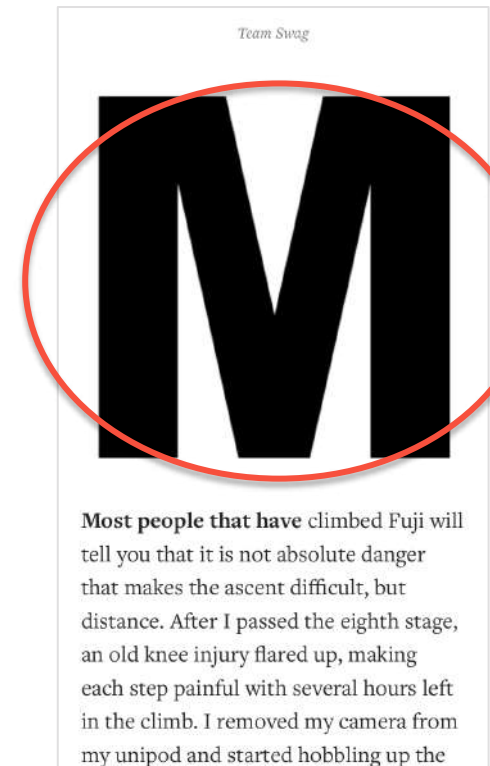 Team Swag
M
Most people that have climbed Fuji will
tell you that it is not absolute danger
that makes the ascent difficult, but
distance. After I passed the eighth stage,
an old knee injury flared up, making
each step painful with several hours left
in the climb. I removed my camera from
my unipod and started hobbling up the